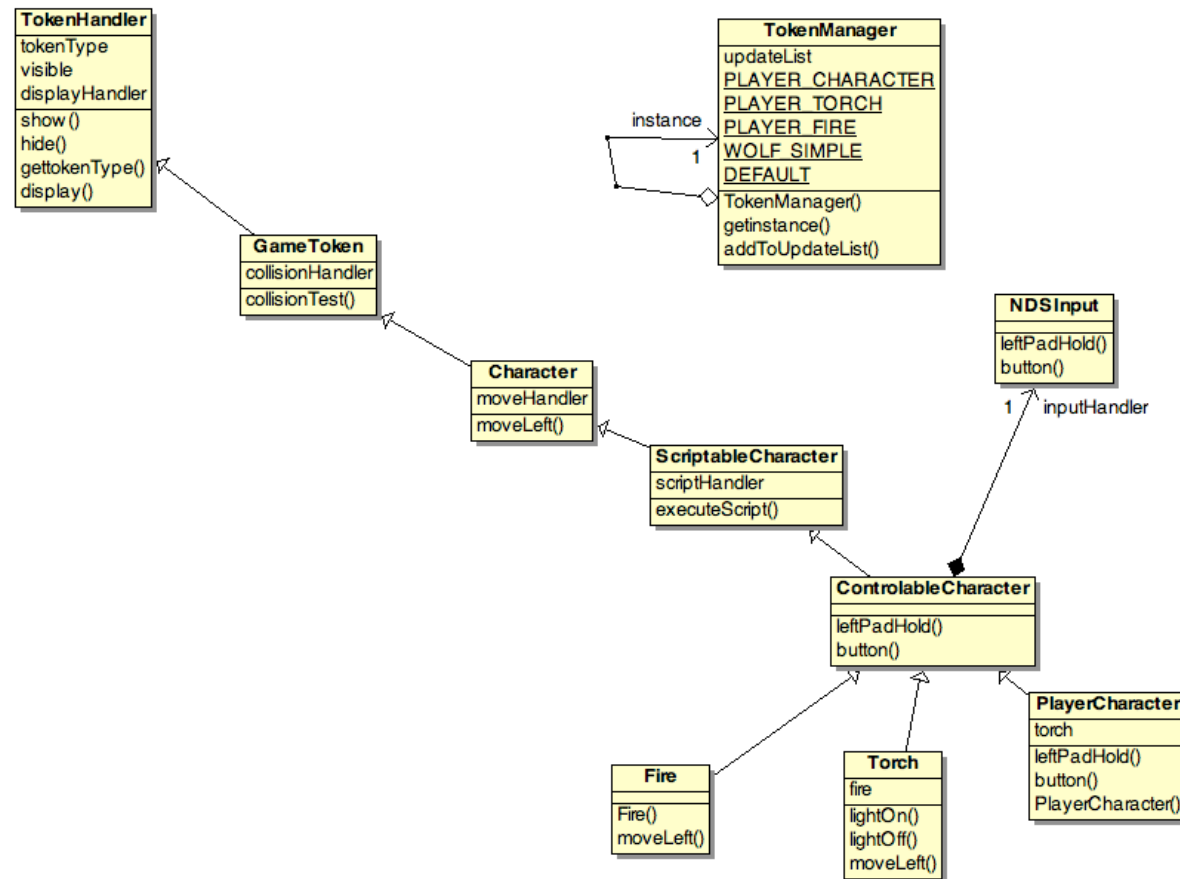 TokenHandler
tokenType
visible
displayHandler
show()
hide()
gettokenType()
display()
TokenManager
updateList
PLAYER_CHARACTER
PLAYER_TORCH
PLAYER_FIRE
WOLF_SIMPLE
DEFAULT
TokenManager()
getinstance()
addToUpdateList()
instance
1
GameToken
collisionHandler
collisionTest()
NDSInput
leftPadHold()
button()
1 inputHandler
Character
moveHandler
moveLeft()
ScriptableCharacter
scriptHandler
executeScript()
ControlableCharacter
leftPadHold()
button()
PlayerCharacter
torch
leftPadHold()
button()
PlayerCharacter()
Fire
Fire()
moveLeft()
Torch
fire
lightOn()
lightOff()
moveLeft()